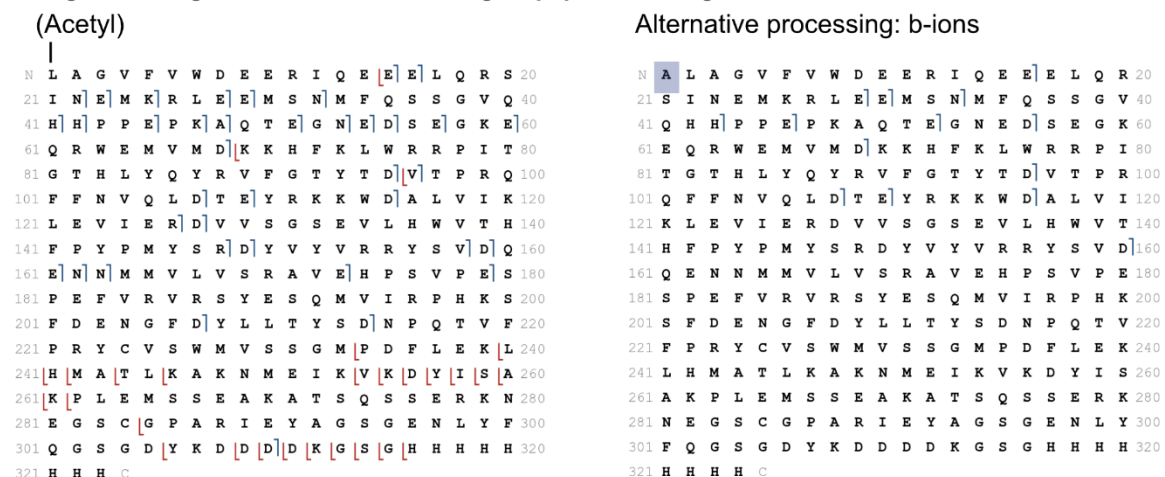 (Acetyl)
N L A G V F V W D E E R I Q E E E L Q R S 20
21 I N E M K R L E E M S N M F Q S S G V Q 40
41 H H P P E P K A Q T E G N E D S E G K E 60
61 Q R W E M V M D K K H F K L W R R P I T 80
81 G T H L Y Q Y R V F G T Y T D V T P R Q 100
101 F F N V Q L D T E Y R K K W D A L V I K 120
121 L E V I E R D V V S G S E V L H W V T H 140
141 F P Y P M Y S R D Y V Y V R R Y S V D Q 160
161 E N N M M V L V S R A V E H P S V P E S 180
181 P E F V R V R S Y E S Q M V I R P H K S 200
201 F D E N G F D Y L L T Y S D N P Q T V F 220
221 P R Y C V S W M V S S G M P D F L E K L 240
241 H M A T L K A K N M E I K V K D Y I S A 260
261 K P L E M S S E A K A T S Q S S E R K N 280
281 E G S C G P A R I E Y A G S G E N L Y F 300
301 Q G S G D Y K D D D D K G S G H H H H H 320
321 H H H C
Alternative processing: b-ions
N A L A G V F V W D E E R I Q E E E L Q R 20
21 S I N E M K R L E E M S N M F Q S S G V 40
41 Q H H P P E P K A Q T E G N E D S E G K 60
61 E Q R W E M V M D K K H F K L W R R P I 80
81 T G T H L Y Q Y R V F G T Y T D V T P R 100
101 Q F F N V Q L D T E Y R K K W D A L V I 120
121 K L E V I E R D V V S G S E V L H W V T 140
141 H F P Y P M Y S R D Y V Y V R R Y S V D 160
161 Q E N N M M V L V S R A V E H P S V P E 180
181 S P E F V R V R S Y E S Q M V I R P H K 200
201 S F D E N G F D Y L L T Y S D N P Q T V 220
221 F P R Y C V S W M V S S G M P D F L E K 240
241 L H M A T L K A K N M E I K V K D Y I S 260
261 A K P L E M S S E A K A T S Q S S E R K 280
281 N E G S C G P A R I E Y A G S G E N L Y 300
301 F Q G S G D Y K D D D D K G S G H H H H 320
321 H H H H C